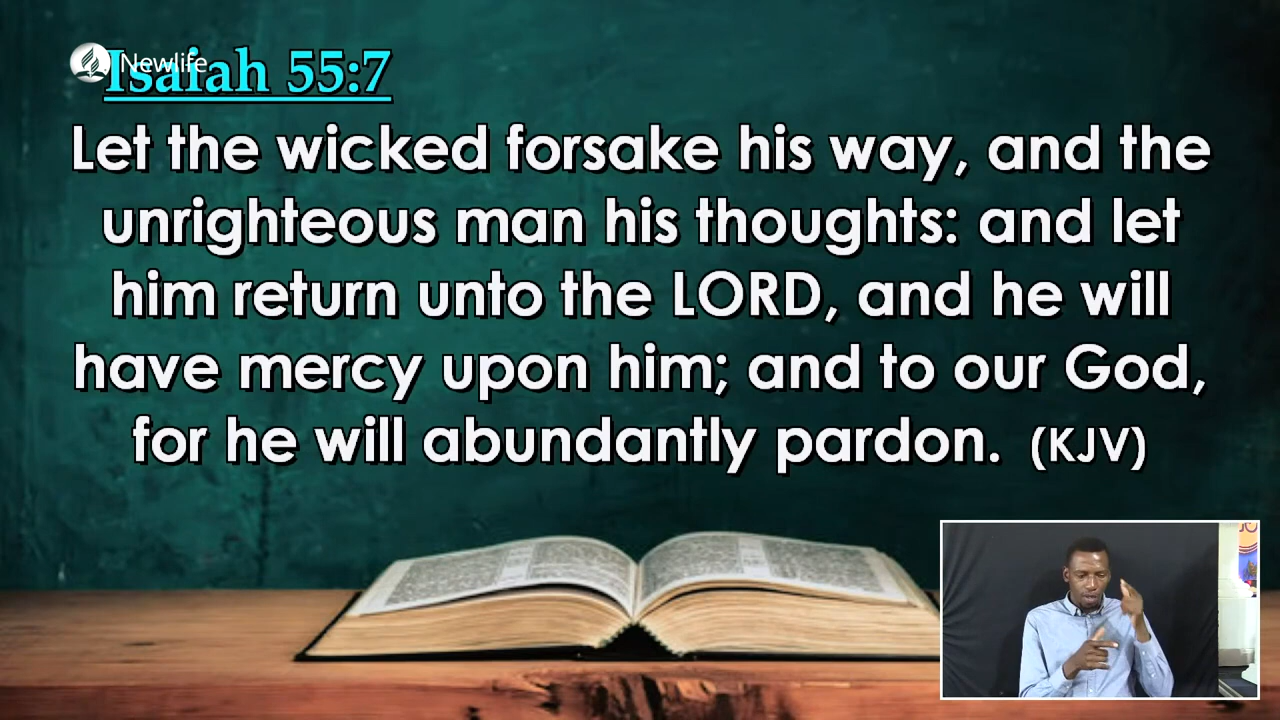 Newlife
Isaiah 55:7
Let the wicked forsake his way, and the
unrighteous man his thoughts: and let
him return unto the LORD, and he will
have mercy upon him; and to our God,
for he will abundantly pardon. (KJV)